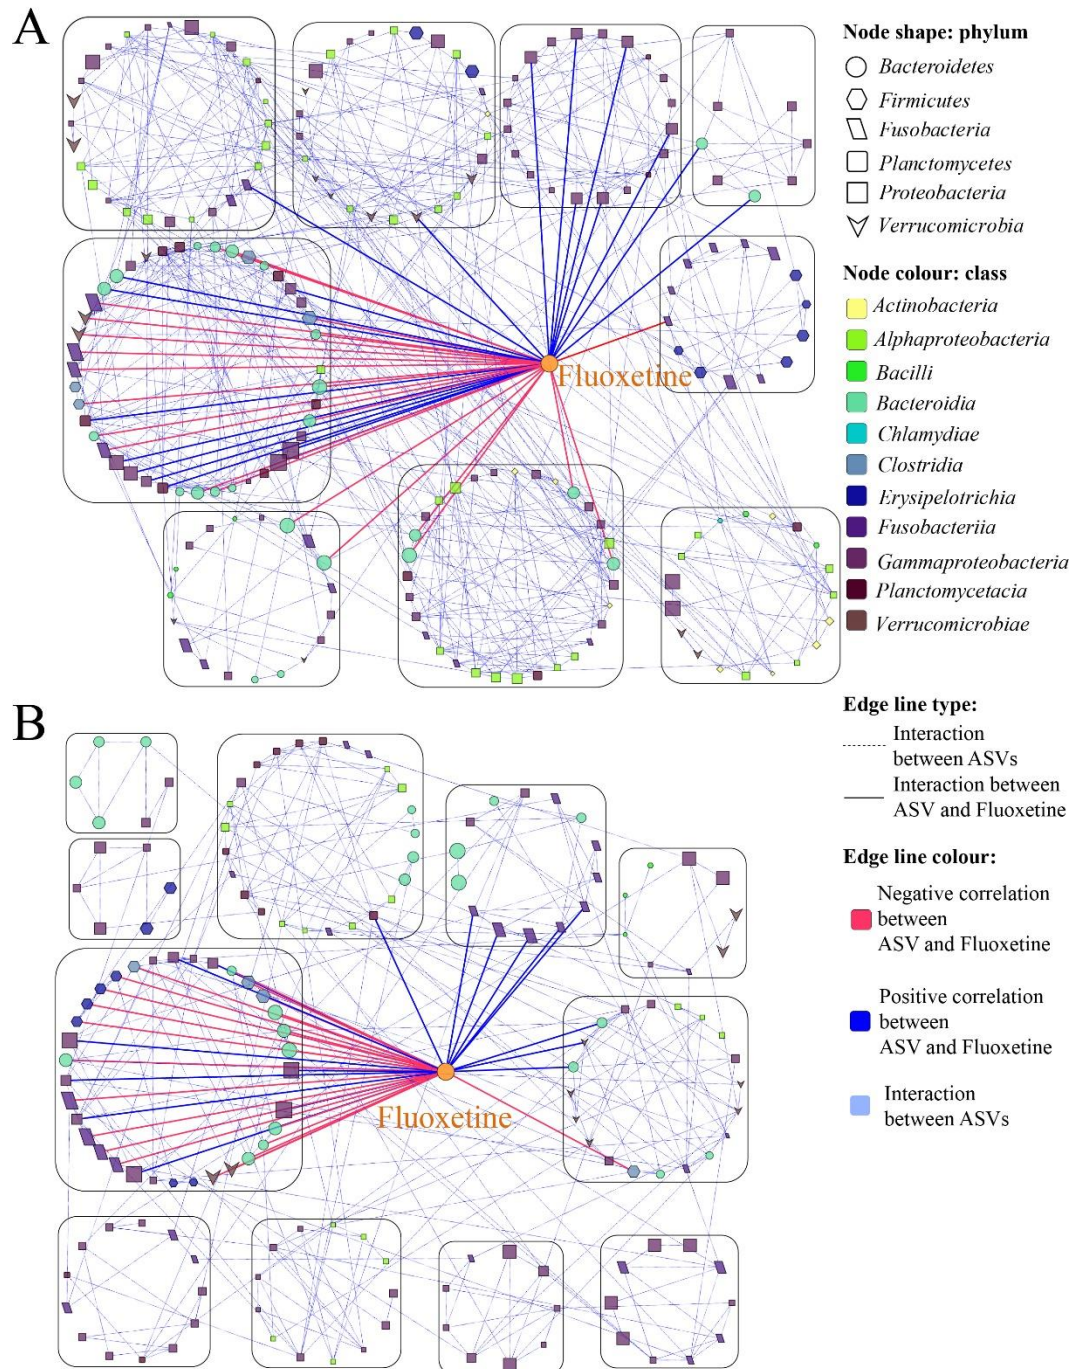 A
Fluoxetine
Node shape: phylum
Bacteroidetes
Firmicutes
Fusobacteria
Planctomycetes
Proteobacteria
Verrucomicrobia
Node colour: class
Actinobacteria
Alphaproteobacteria
Bacilli
Bacteroidia
Chlamydiae
Clostridia
Erysipelotrichia
Fusobacteriia
Gammaproteobacteria
Planctomycetacia
Verrucomicrobiae
B
Fluoxetine
Edge line type:
Interaction
between ASVs
Interaction between
ASV and Fluoxetine
Edge line colour:
Negative correlation
between
ASV and Fluoxetine
Positive correlation
between
ASV and Fluoxetine
Interaction
between ASVs